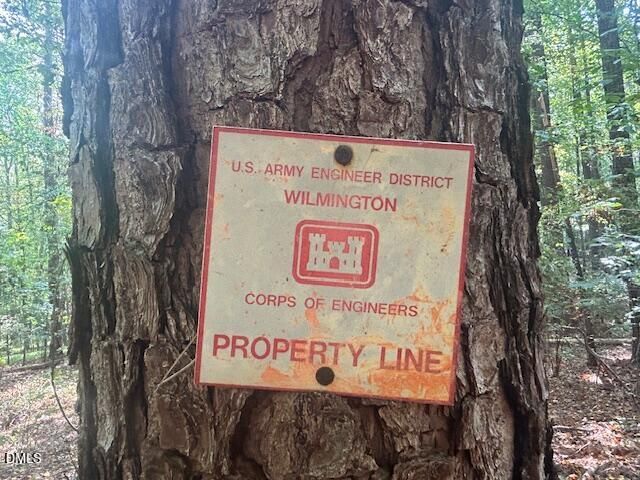 U.S. ARMY ENGINEER DISTRICT
WILMINGTON
CORPS OF ENGINEERS
PROPERTY LINE
DMLS